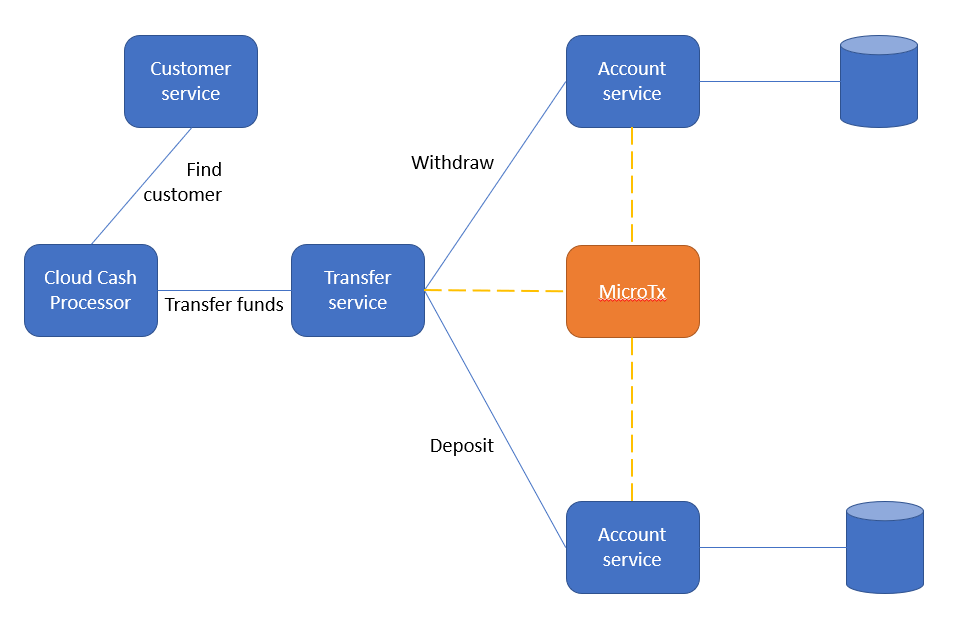 Customer
service
Account
service
Withdraw
Find
customer
Cloud Cash
Processor
Transfer funds
Transfer
service
MicroTx
Deposit
Account
service